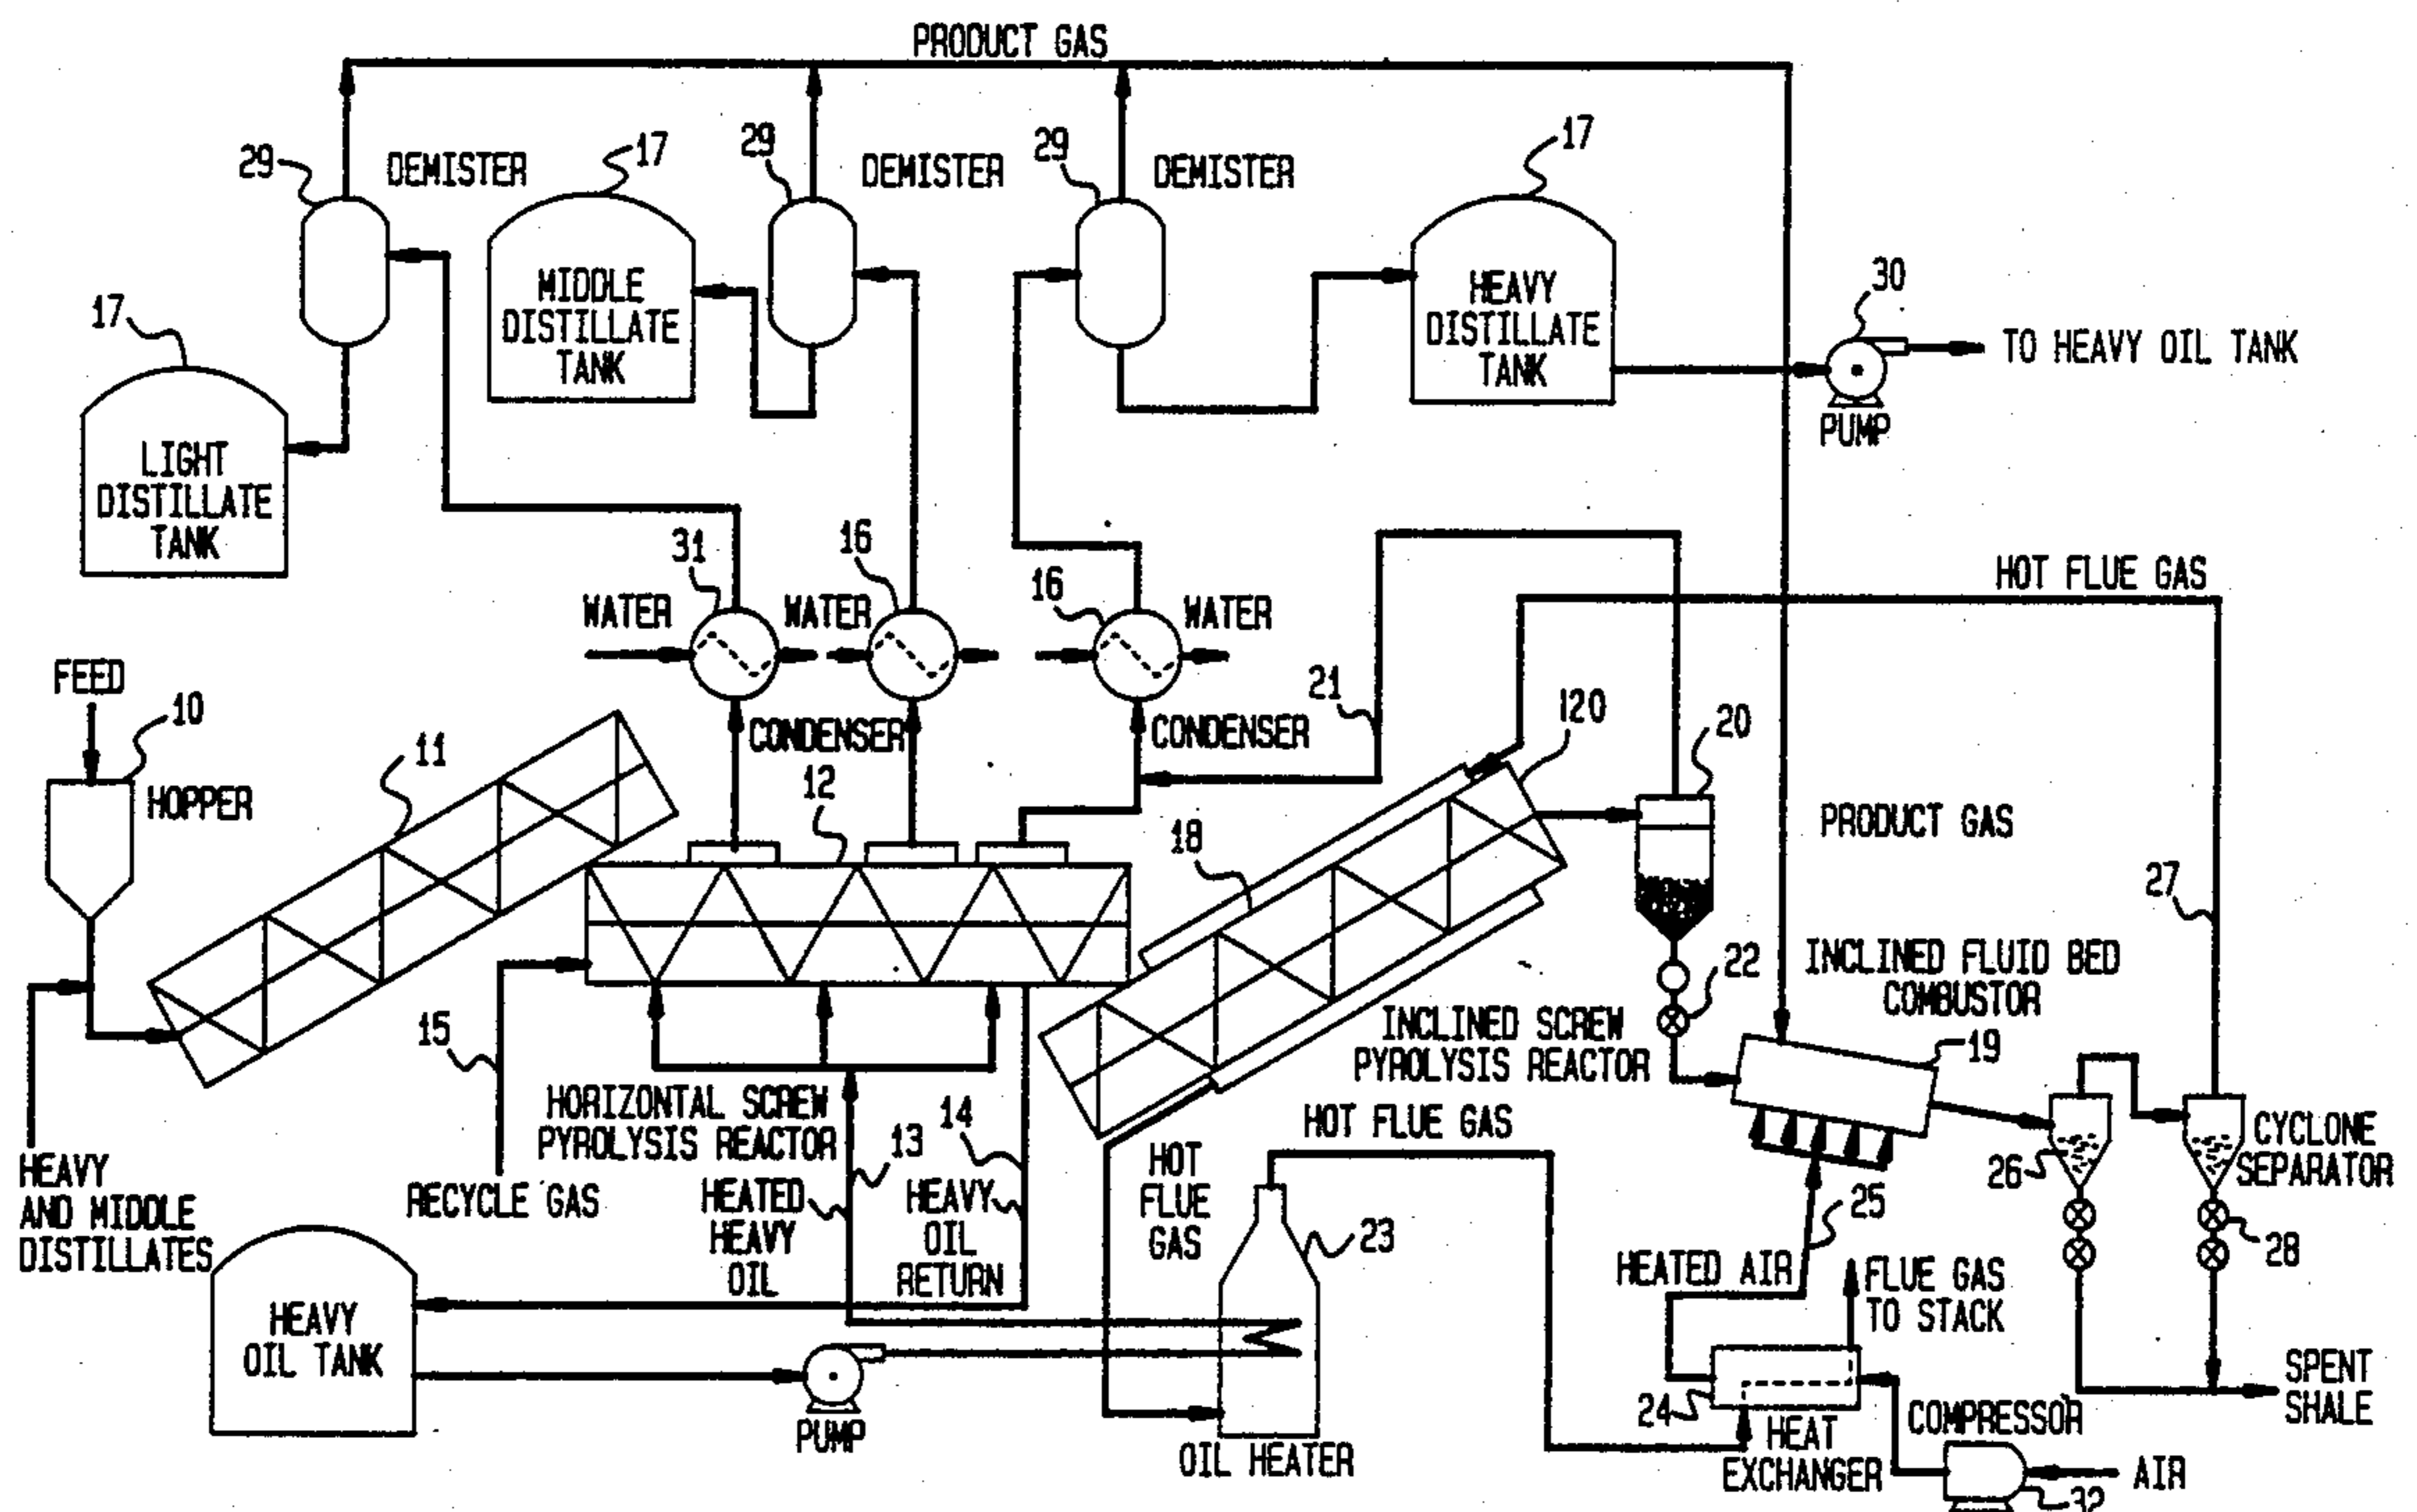 PRODUCT GAS
29
DEMISTER
17
29
DEMISTER
29
DEMISTER
17
17
MIDDLE
DISTILLATE
TANK
HEAVY
DISTILLATE
TANK
30
TO HEAVY OIL TANK
PUMP
LIGHT
DISTILLATE
TANK
31
16
16
HOT FLUE GAS
WATER
WATER
WATER
FEED
10
HOPPER
11
CONDENSER
12
CONDENSER
21
120
20
18
PRODUCT GAS
27
22
INCLINED FLUID BED
COMBUSTOR
19
15
INCLINED SCREW
PYROLYSIS REACTOR
HORIZONTAL SCREW
PYROLYSIS REACTOR
14
13
HOT FLUE GAS
26
CYCLONE
SEPARATOR
HEAVY
AND MIDDLE
DISTILLATES
RECYCLE GAS
HEATED
HEAVY
OIL
HEAVY
OIL
RETURN
HOT
FLUE
GAS
23
25
28
HEATED AIR
FLUE GAS
TO STACK
HEAVY
OIL TANK
PUMP
OIL HEATER
24
HEAT
EXCHANGER
COMPRESSOR
SPENT
SHALE
AIR
32